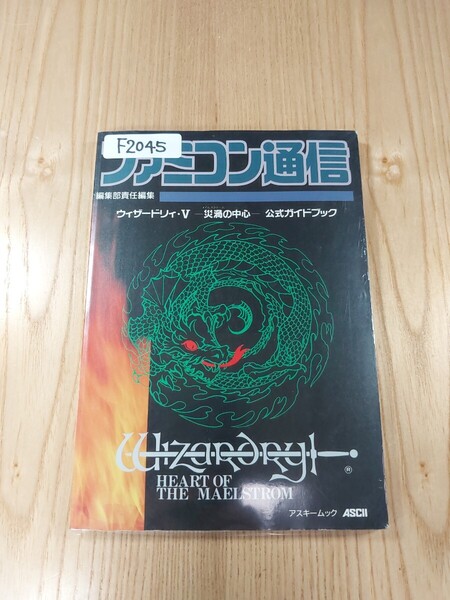 F2045
ファミコン通信
編集部責任編集
ウィザードリィ・V ―災渦の中心― 公式ガイドブック
Wizardry
®
HEART OF
THE MAELSTROM
アスキームック ASCII